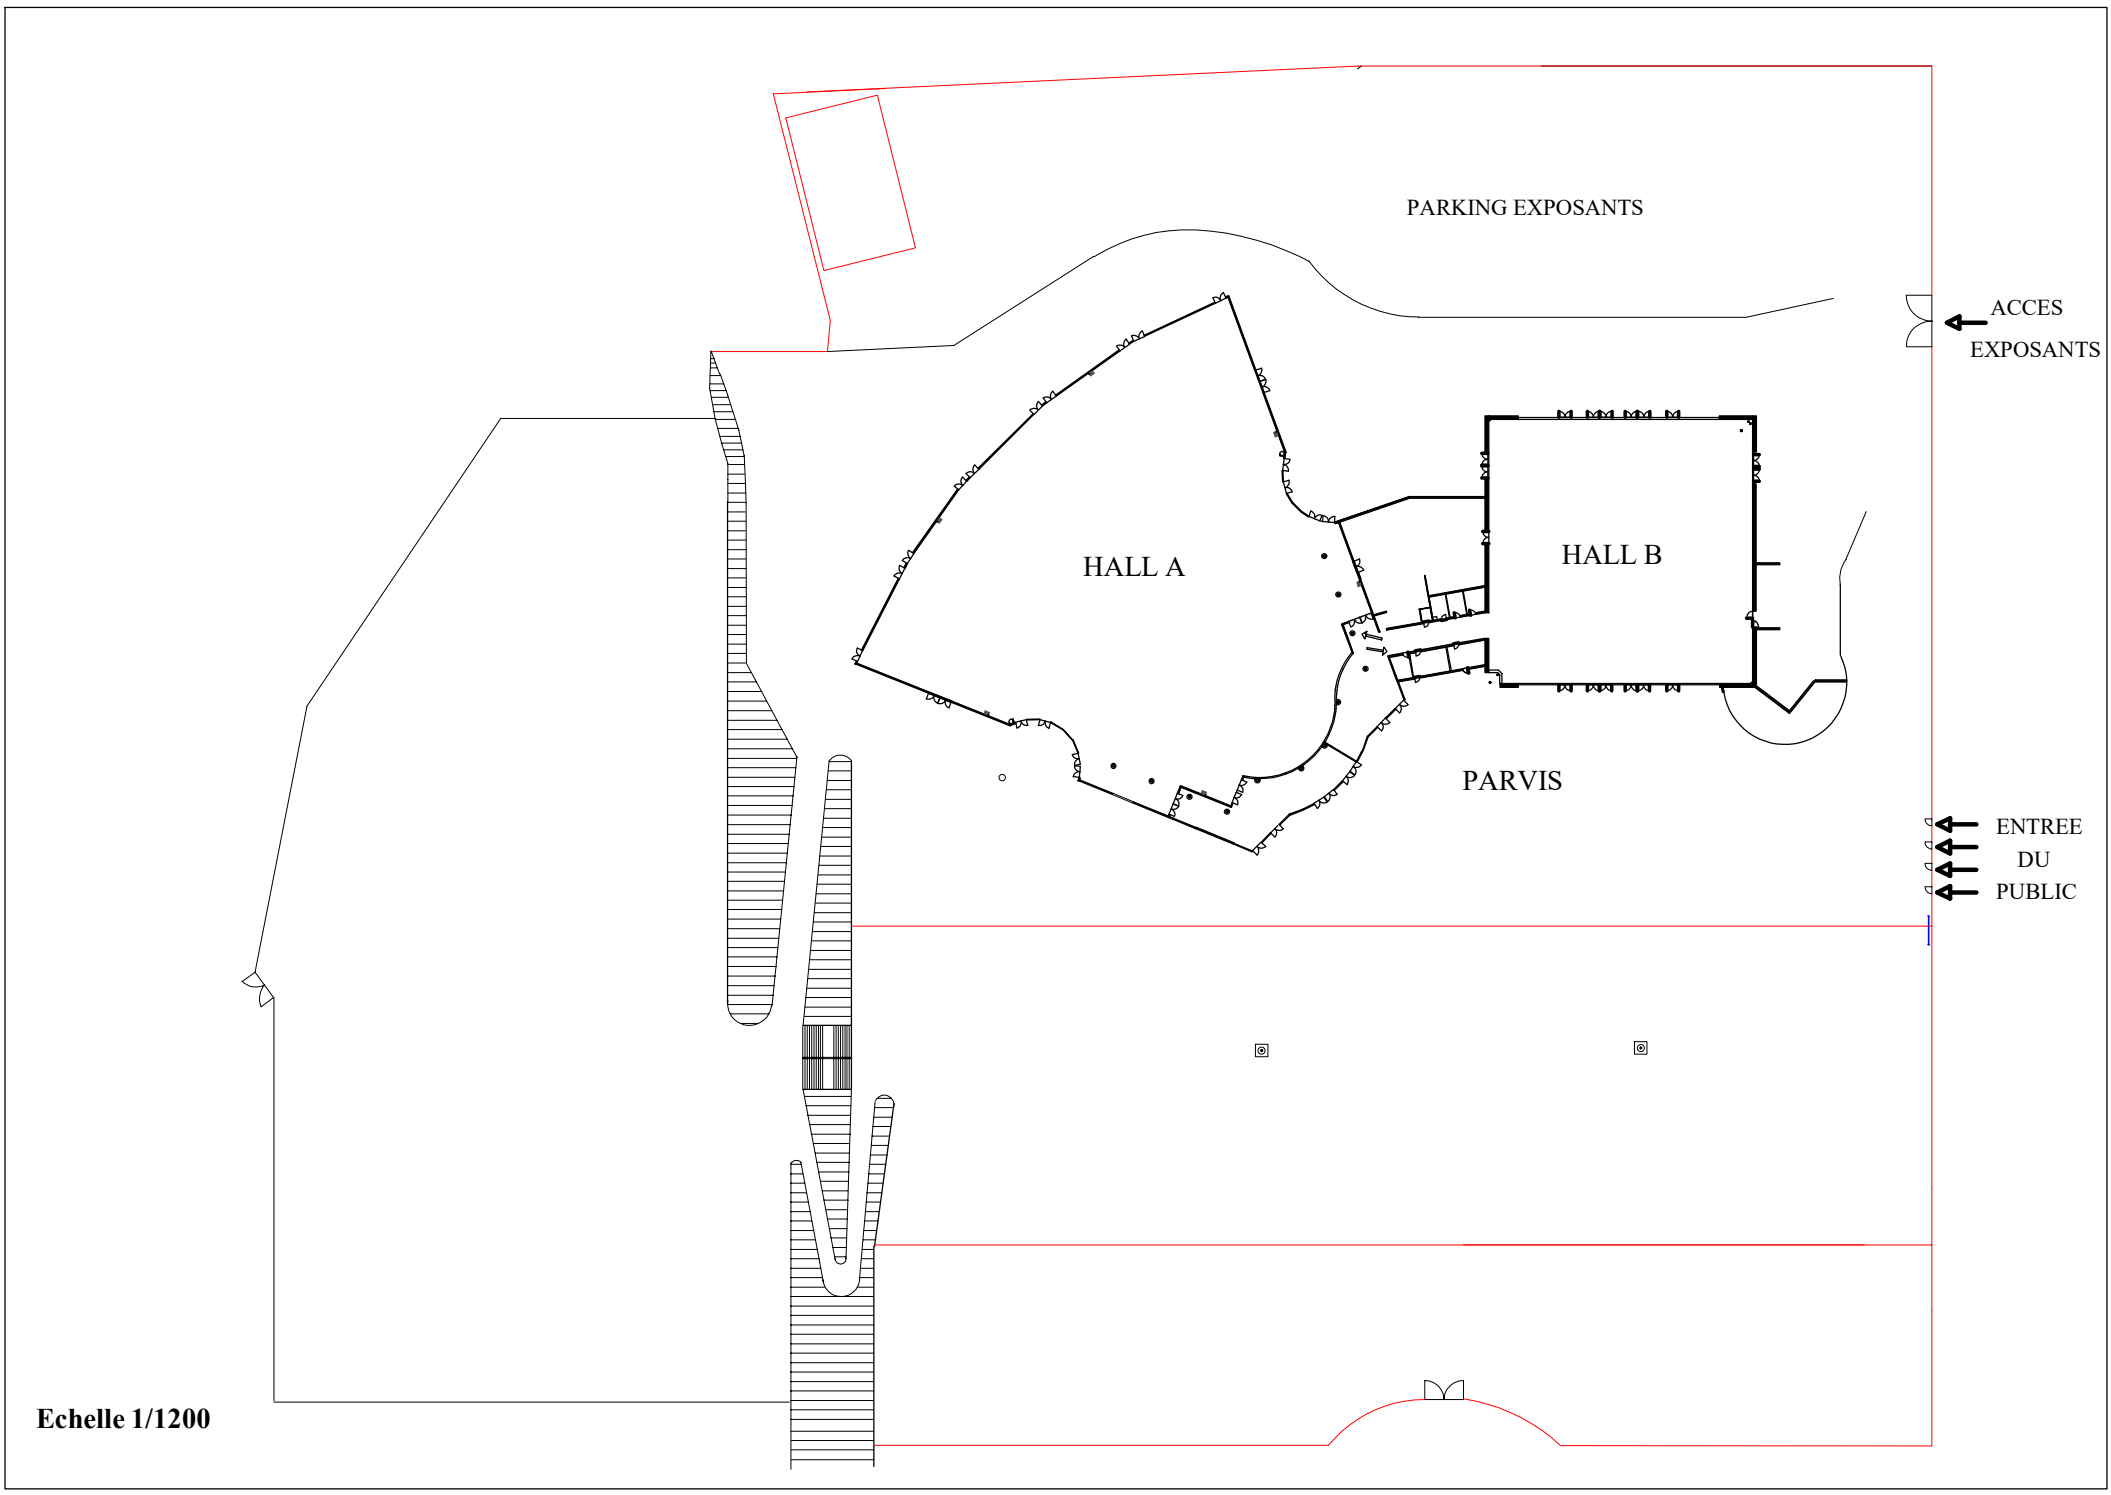 PARKING EXPOSANTS
ACCES
EXPOSANTS
HALL A
HALL B
PARVIS
ENTREE
DU
PUBLIC
Echelle 1/1200